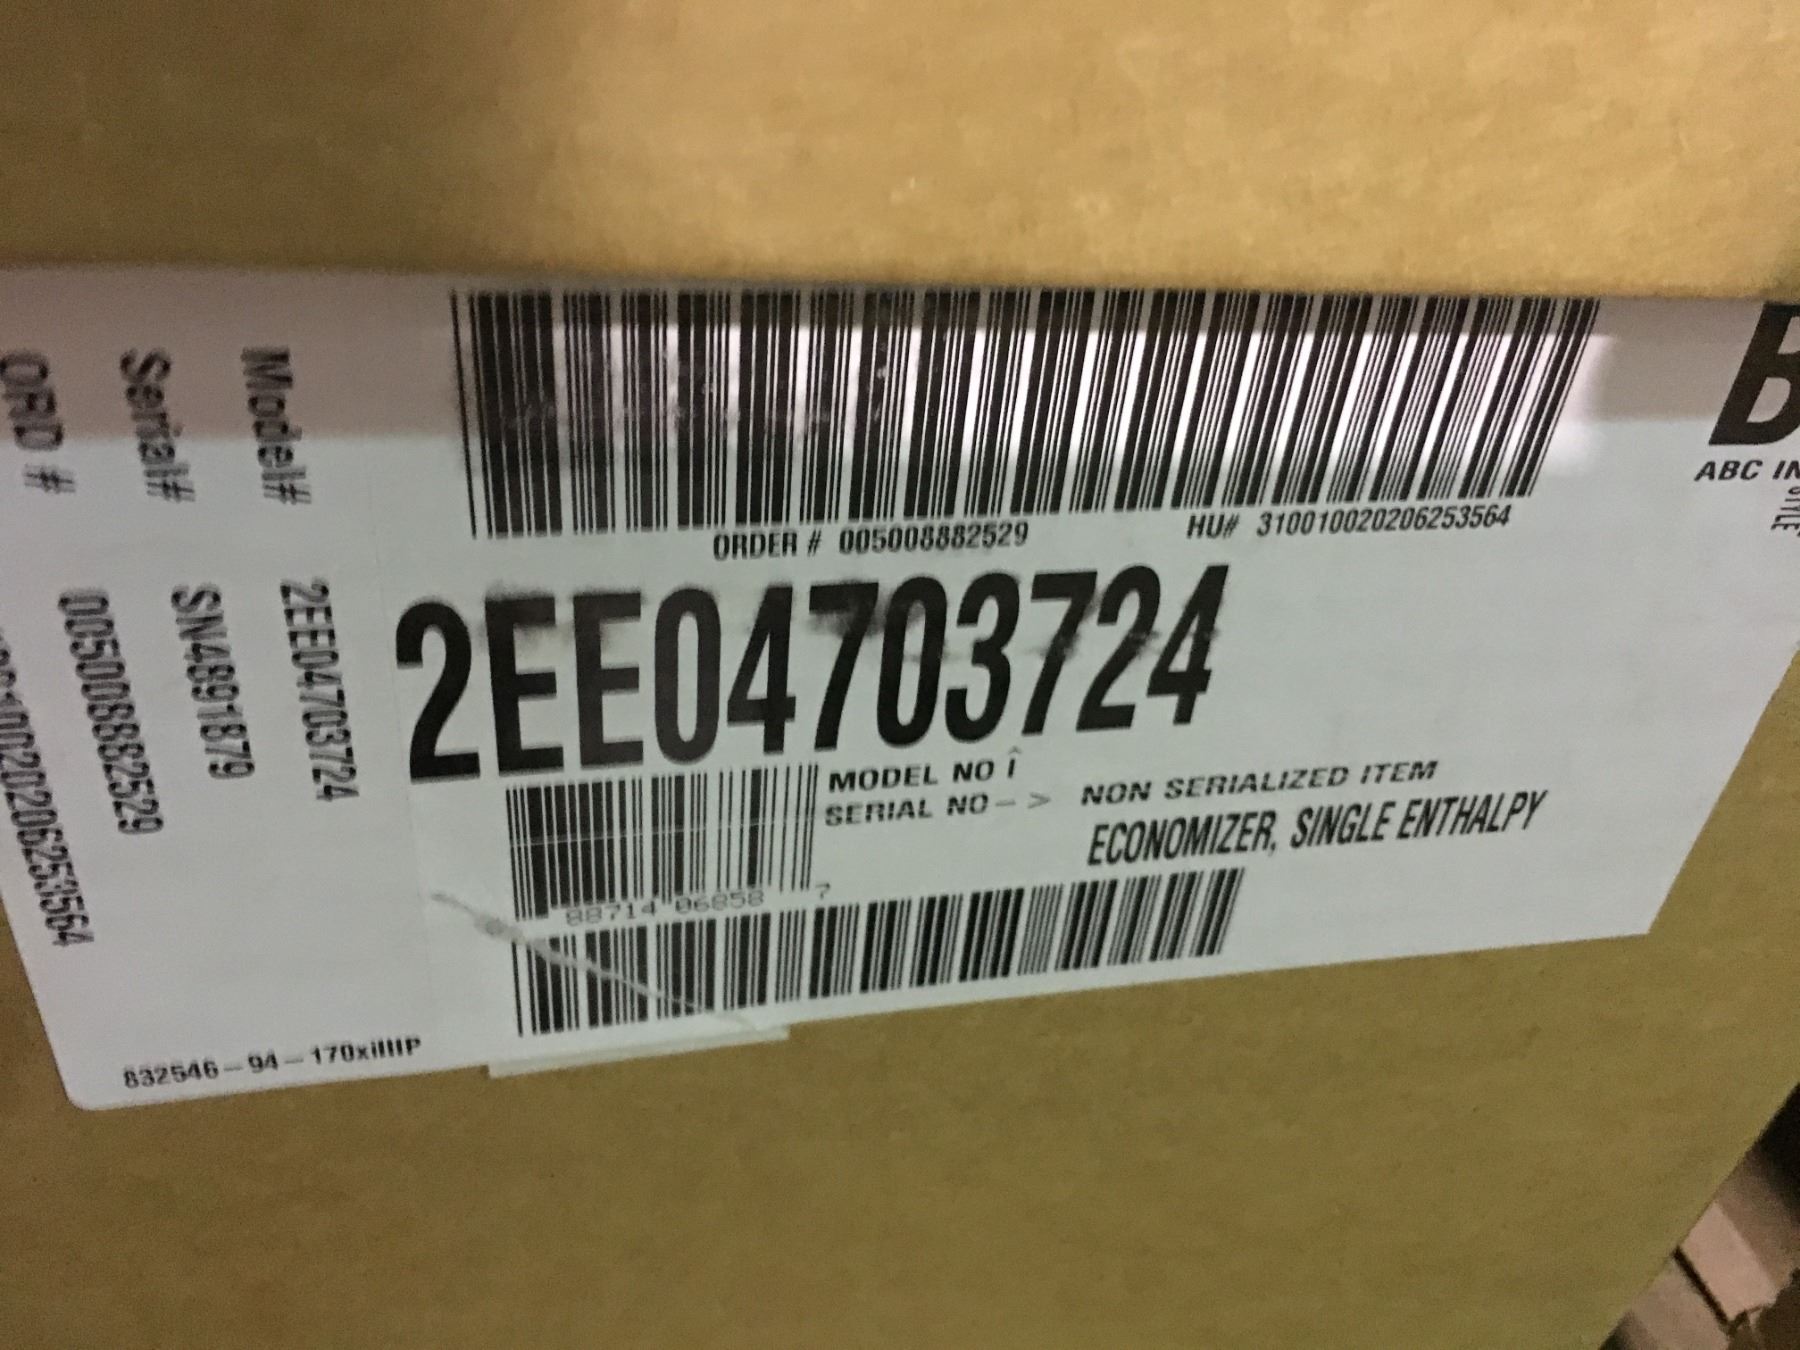 ORDER # 005008882529
HU# 310010020206253564
2EE04703724
MODEL NO Î
SERIAL NO-->
NON SERIALIZED ITEM
ECONOMIZER, SINGLE ENTHALPY
88714 06858 7
832546-94-170xiIIIP
Model# 2EE04703724
Serial# SN4891879
ORD # 005008882529
B
ABC IN
STYLE